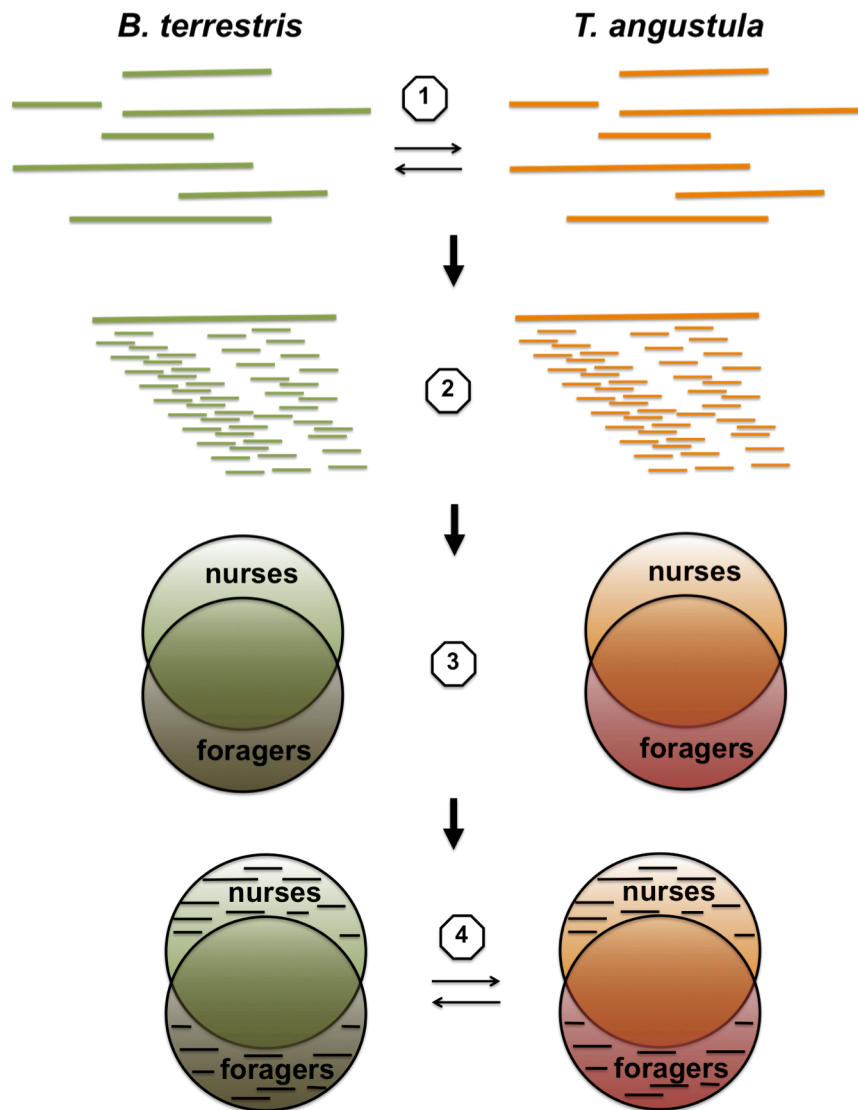 B. terrestris T. angustula
1
2
nurses nurses
3
foragers foragers
nurses nurses
4
foragers foragers